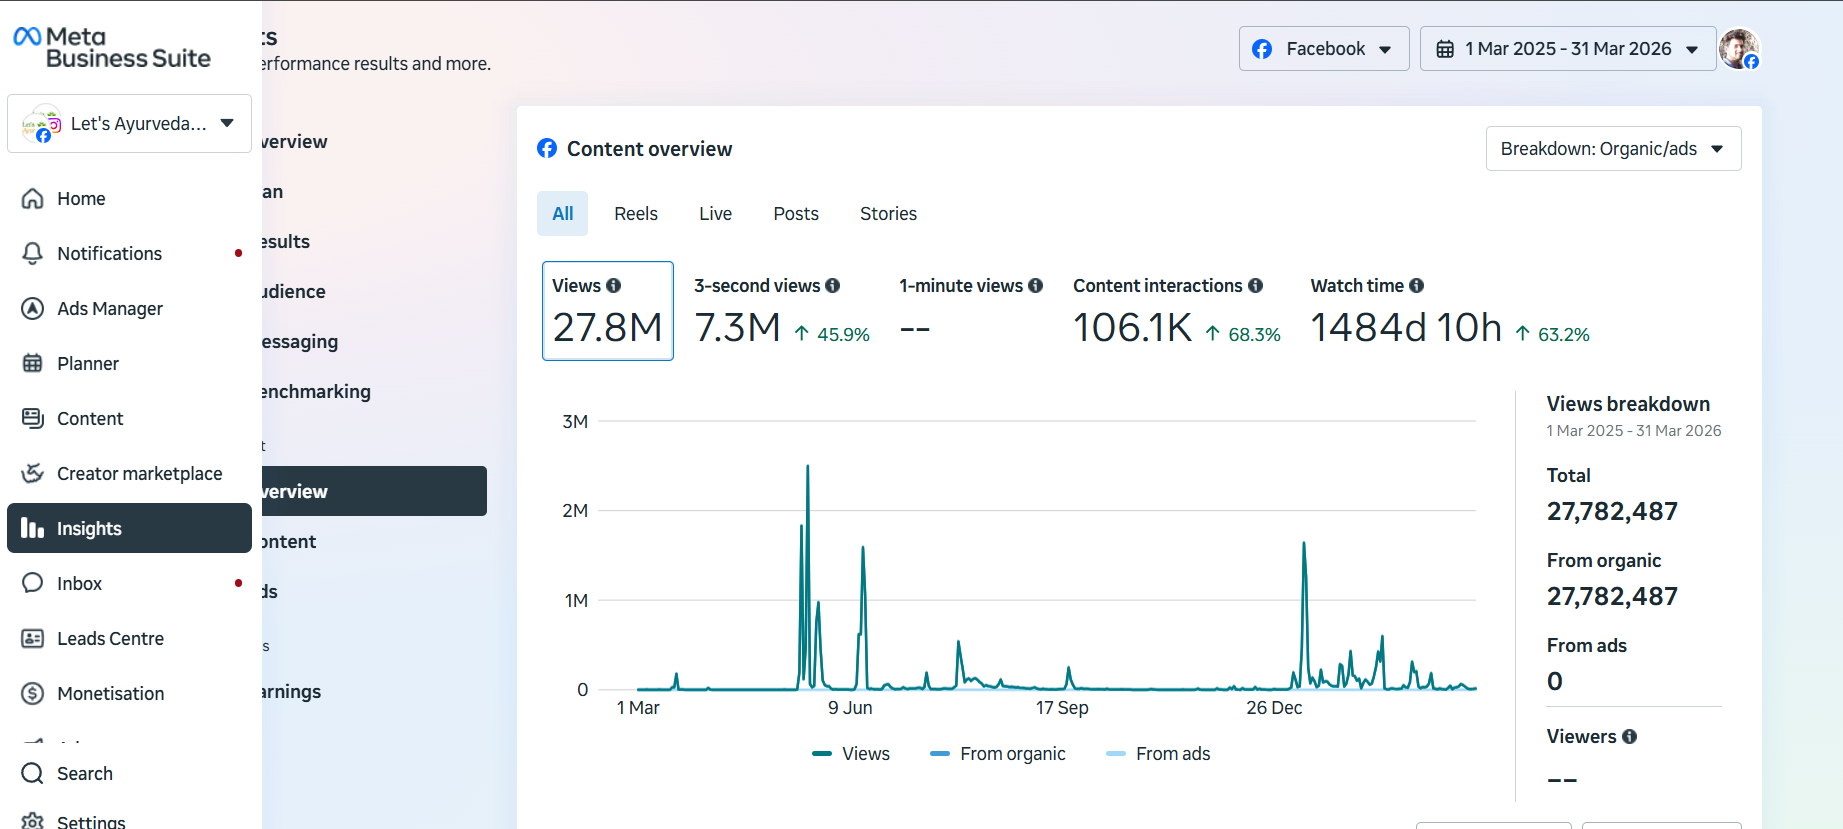 Meta
Business Suite
Let's Ayurveda...
Home
Notifications
Ads Manager
Planner
Content
Creator marketplace
Insights
Inbox
Leads Centre
Monetisation
Search
Settings
ts
erformance results and more.
verview
an
esults
udience
essaging
enchmarking
t
verview
ontent
ds
s
arnings
Facebook
1 Mar 2025 - 31 Mar 2026
Content overview
Breakdown: Organic/ads
All Reels Live Posts Stories
Views 3-second views 1-minute views Content interactions Watch time
27.8M 7.3M ↑ 45.9% -- 106.1K ↑ 68.3% 1484d 10h ↑ 63.2%
3M
2M
1M
0
1 Mar 9 Jun 17 Sep 26 Dec
Views From organic From ads
Views breakdown
1 Mar 2025 - 31 Mar 2026
Total
27,782,487
From organic
27,782,487
From ads
0
Viewers
--